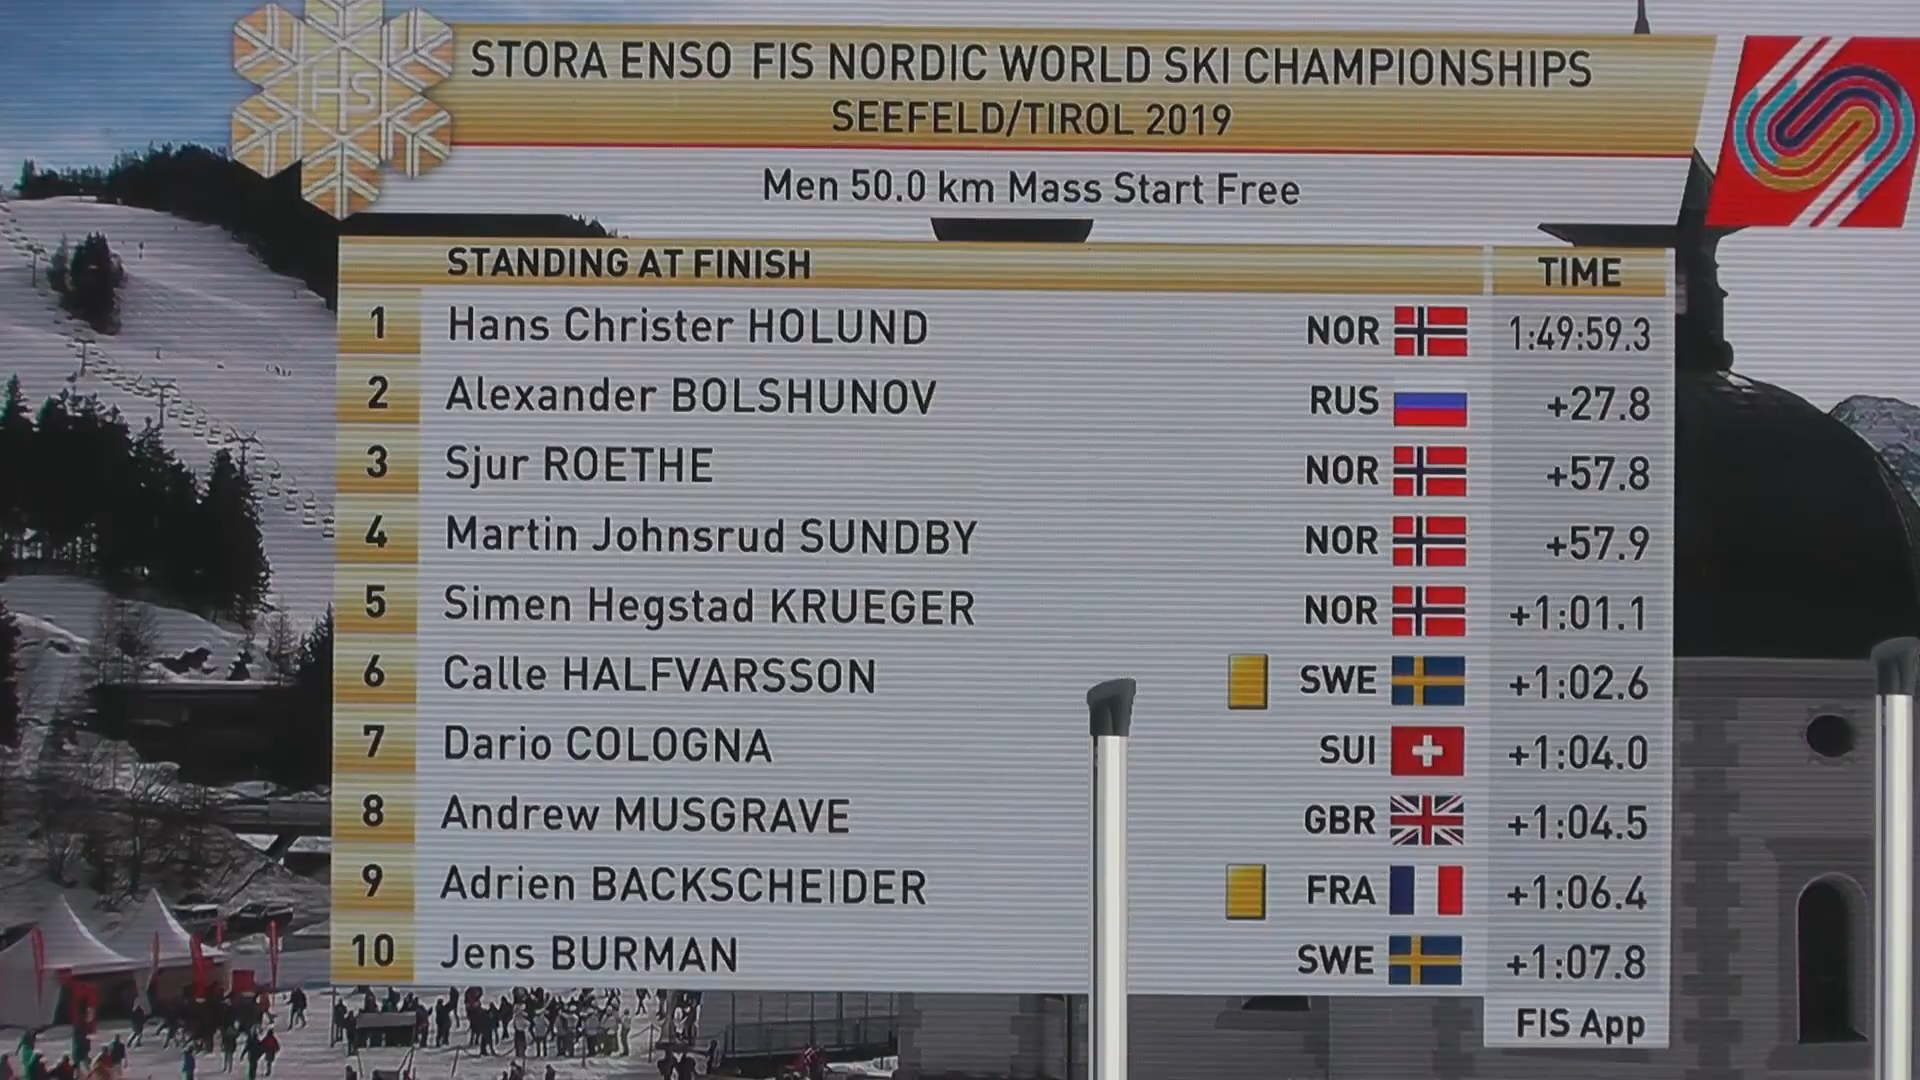 FIS
STORA ENSO FIS NORDIC WORLD SKI CHAMPIONSHIPS
SEEFELD/TIROL 2019
Men 50.0 km Mass Start Free
STANDING AT FINISH TIME
1 Hans Christer HOLUND NOR 1:49:59.3
2 Alexander BOLSHUNOV RUS +27.8
3 Sjur ROETHE NOR +57.8
4 Martin Johnsrud SUNDBY NOR +57.9
5 Simen Hegstad KRUEGER NOR +1:01.1
6 Calle HALFVARSSON SWE +1:02.6
7 Dario COLOGNA SUI +1:04.0
8 Andrew MUSGRAVE GBR +1:04.5
9 Adrien BACKSCHEIDER FRA +1:06.4
10 Jens BURMAN SWE +1:07.8
FIS App